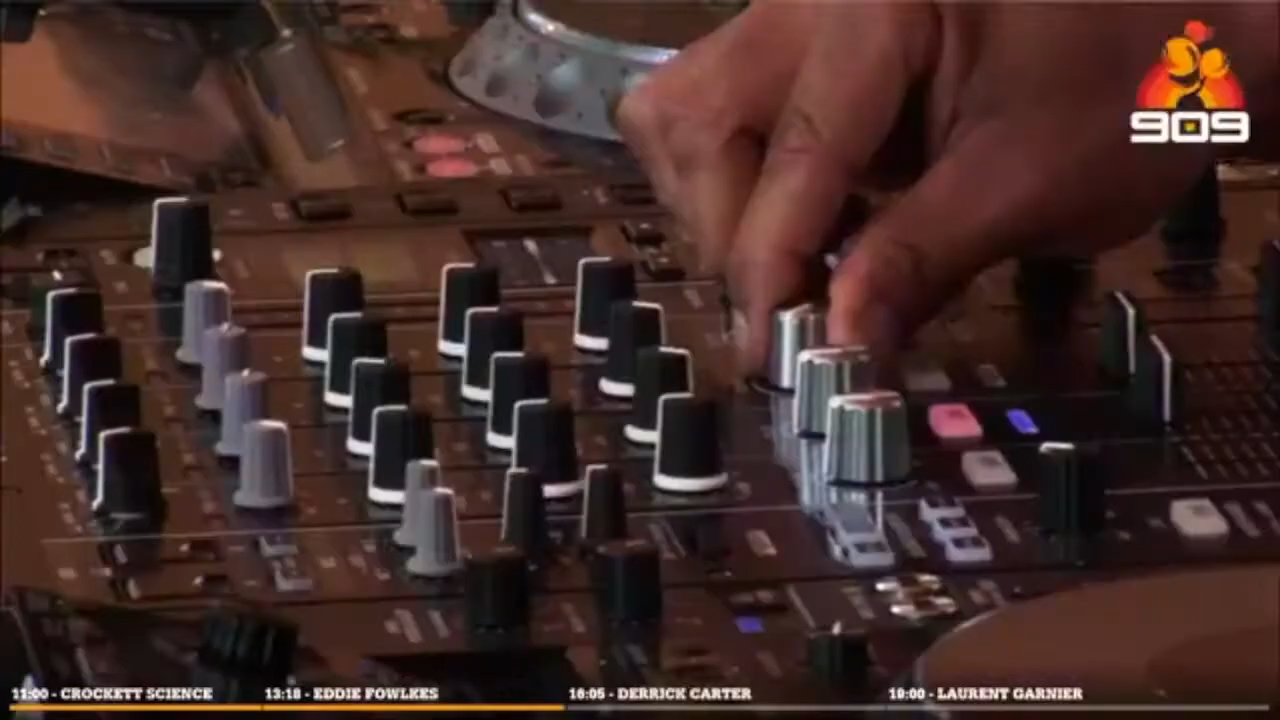 909
11:00 - CROCKETT SCIENCE
13:18 - EDDIE FOWLKES
16:05 - DERRICK CARTER
19:00 - LAURENT GARNIER